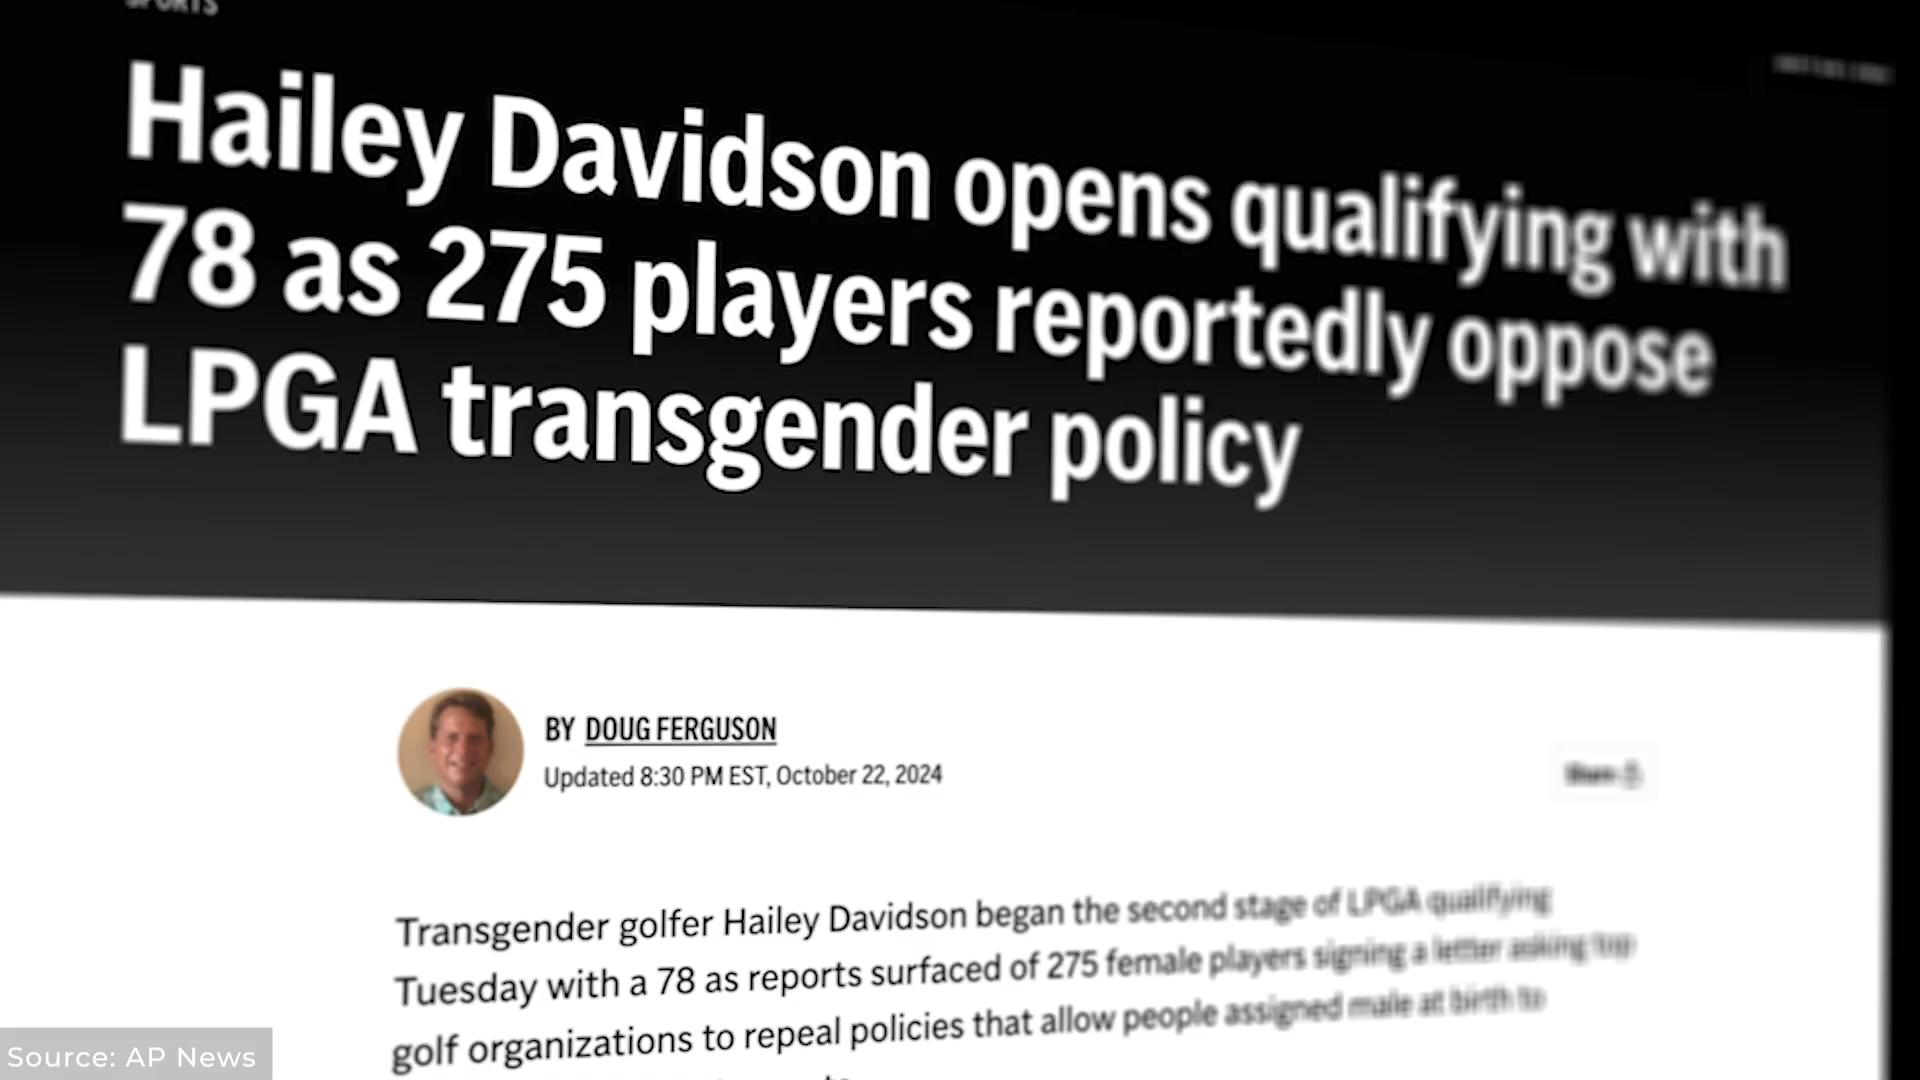 SPORTS
Hailey Davidson opens qualifying with
78 as 275 players reportedly oppose
LPGA transgender policy
BY DOUG FERGUSON
Updated 8:30 PM EST, October 22, 2024
Share
Transgender golfer Hailey Davidson began the second stage of LPGA qualifying
Tuesday with a 78 as reports surfaced of 275 female players signing a letter asking top
golf organizations to repeal policies that allow people assigned male at birth to
Source: AP News